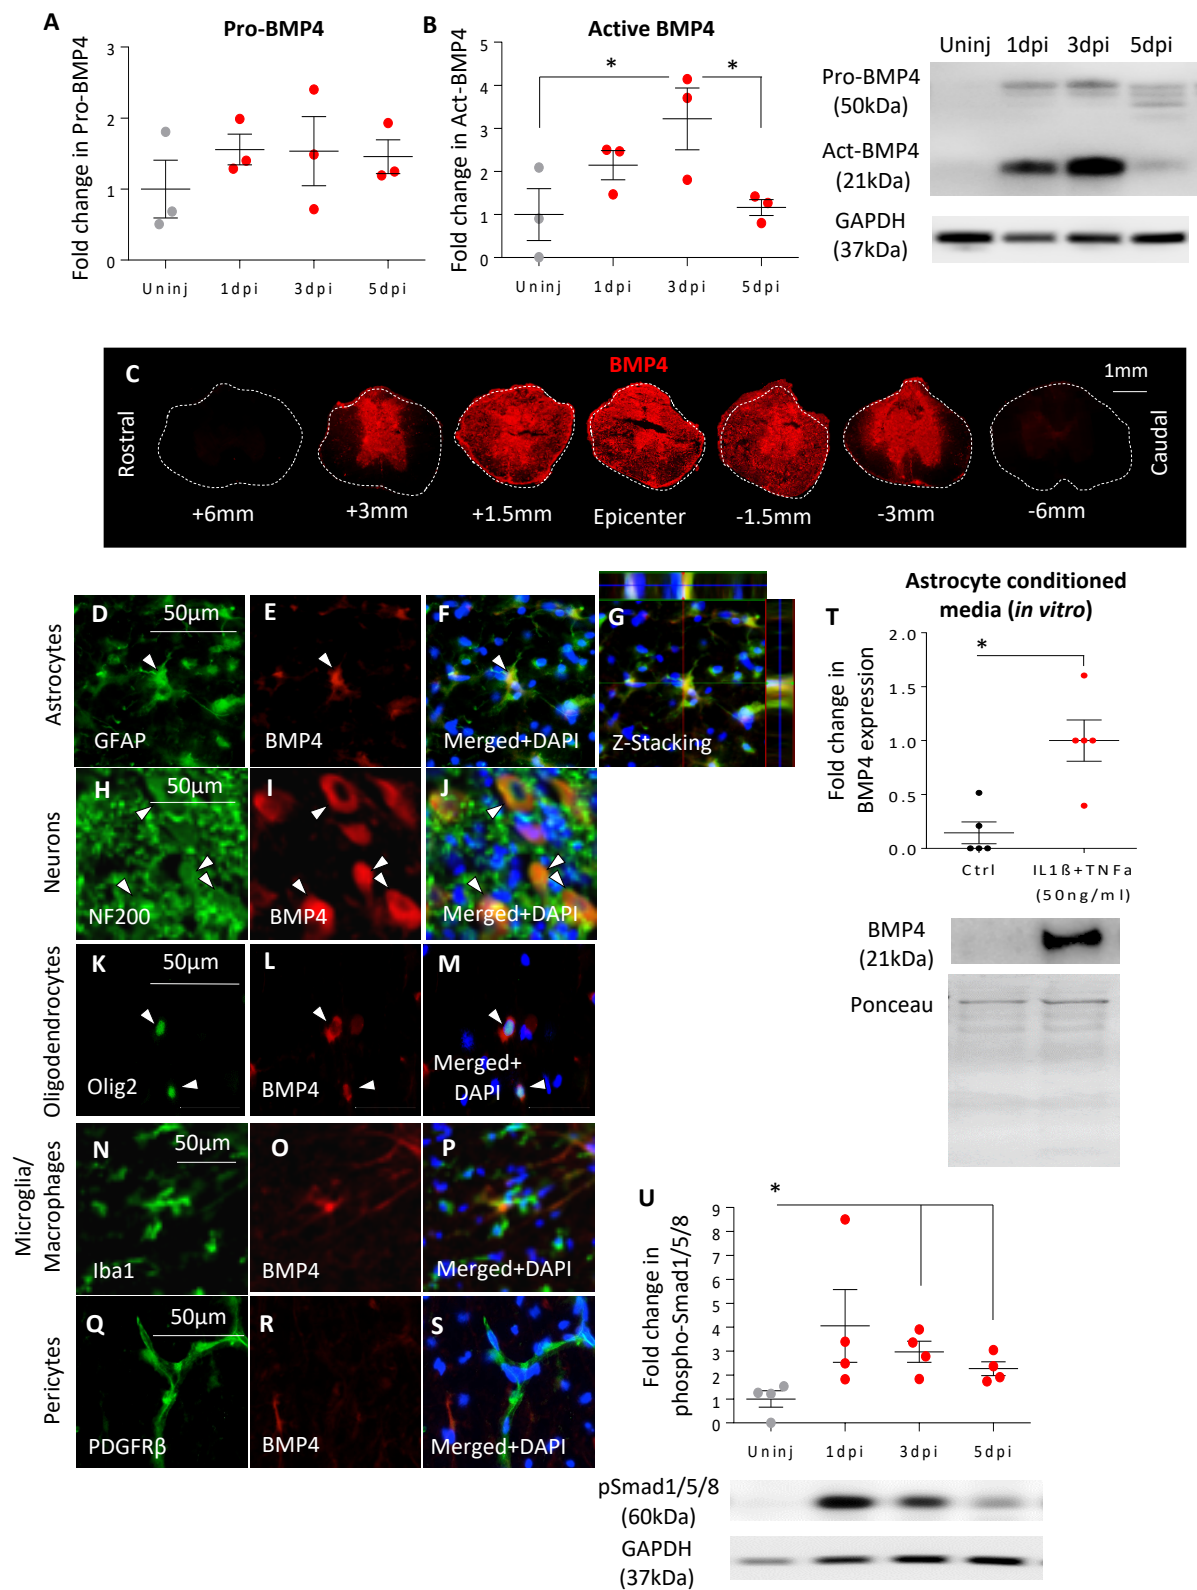 A
Pro-BMP4
Fold change in Pro-BMP4
3
2
1
0
Uninj 1dpi 3dpi 5dpi
B
Active BMP4
Fold change in Act-BMP4
5
4
3
2
1
0
* *
Uninj 1dpi 3dpi 5dpi
Uninj 1dpi 3dpi 5dpi
Pro-BMP4
(50kDa)
Act-BMP4
(21kDa)
GAPDH
(37kDa)
C
BMP4
1mm
Rostral
Caudal
+6mm +3mm +1.5mm Epicenter -1.5mm -3mm -6mm
Astrocytes
D 50µm E F G
GFAP BMP4 Merged+DAPI Z-Stacking
Neurons
H 50µm I J
NF200 BMP4 Merged+DAPI
Oligodendrocytes
K 50µm L M
Olig2 BMP4 Merged+
DAPI
Microglia/
Macrophages
N 50µm O P
Iba1 BMP4 Merged+DAPI
Pericytes
Q 50µm R S
PDGFRβ BMP4 Merged+DAPI
Astrocyte conditioned
media (in vitro)
T
Fold change in
BMP4 expression
2.0
1.5
1.0
0.5
0.0
*
Ctrl IL1ß+TNFa
(50ng/ml)
BMP4
(21kDa)
Ponceau
U
Fold change in
phospho-Smad1/5/8
9
8
7
6
5
4
3
2
1
0
*
Uninj 1dpi 3dpi 5dpi
pSmad1/5/8
(60kDa)
GAPDH
(37kDa)